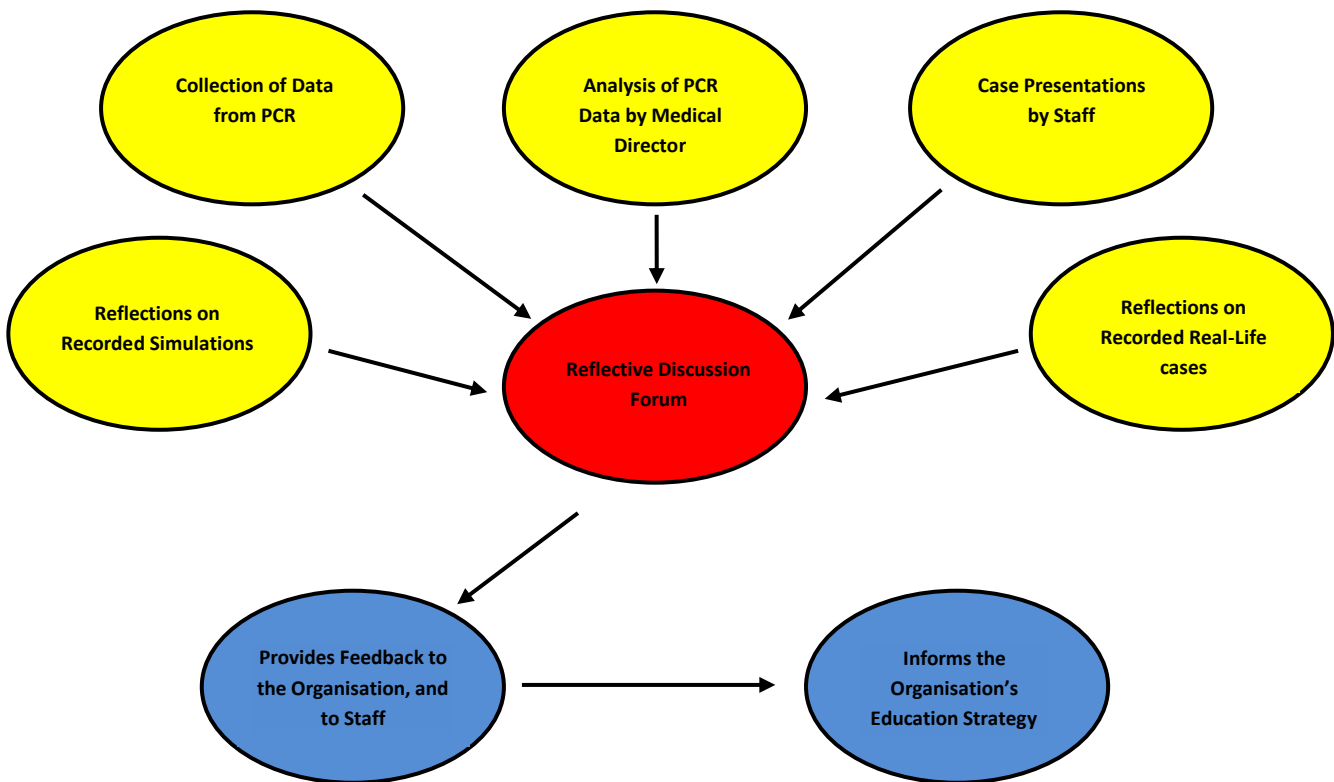 Collection of Data
from PCR
Analysis of PCR
Data by Medical
Director
Case Presentations
by Staff
Reflections on
Recorded Simulations
Reflections on
Recorded Real-Life
cases
Reflective Discussion
Forum
Provides Feedback to
the Organisation, and
to Staff
Informs the
Organisation’s
Education Strategy